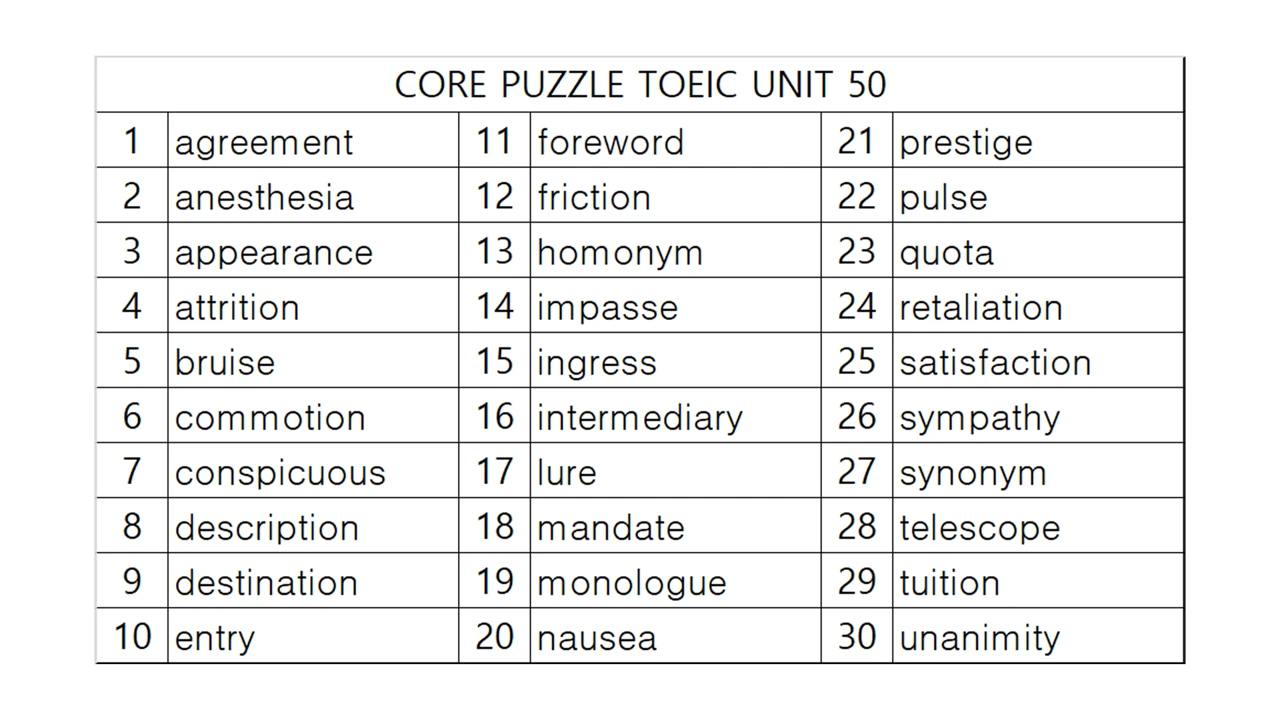 CORE PUZZLE TOEIC UNIT 50
1 agreement 11 foreword 21 prestige
2 anesthesia 12 friction 22 pulse
3 appearance 13 homonym 23 quota
4 attrition 14 impasse 24 retaliation
5 bruise 15 ingress 25 satisfaction
6 commotion 16 intermediary 26 sympathy
7 conspicuous 17 lure 27 synonym
8 description 18 mandate 28 telescope
9 destination 19 monologue 29 tuition
10 entry 20 nausea 30 unanimity